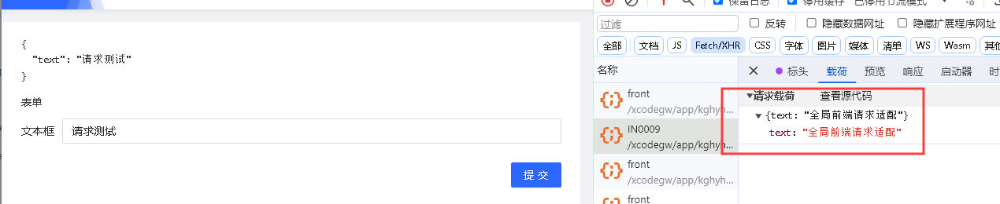 {
"text": "请求测试"
}
表单
文本框 请求测试
提 交
保留日志 停用缓存 已停用节流模式
过滤 反转 隐藏数据网址 隐藏扩展程序网址
全部 文档 JS Fetch/XHR CSS 字体 图片 媒体 清单 WS Wasm 其他
名称 标头 载荷 预览 响应 启动器 时
front
/xcodegw/app/kghyh...
IN0009
/xcodegw/app/kghyh...
front
/xcodegw/app/kghyh...
front
请求载荷 查看源代码
{text: "全局前端请求适配"}
text: "全局前端请求适配"